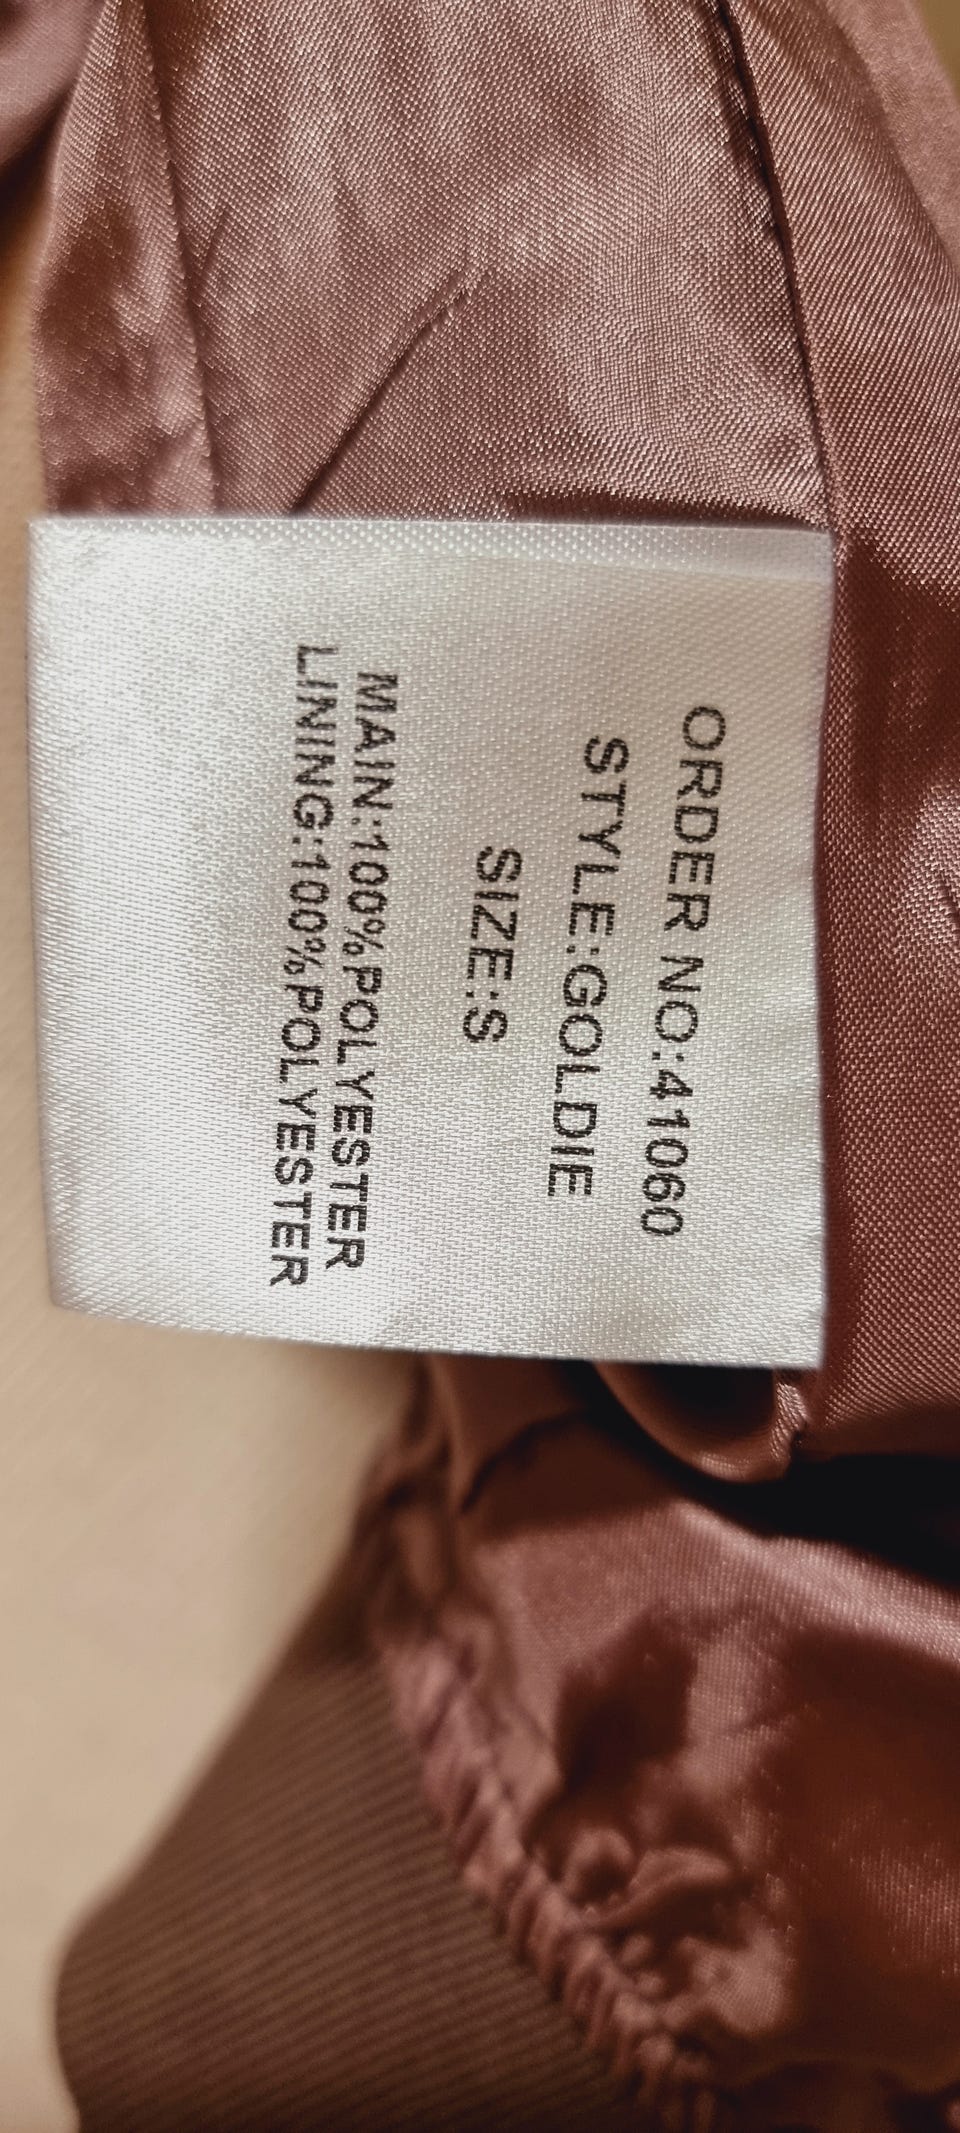 ORDER NO:41060
STYLE:GOLDIE
SIZE:S
MAIN:100%POLYESTER
LINING:100%POLYESTER